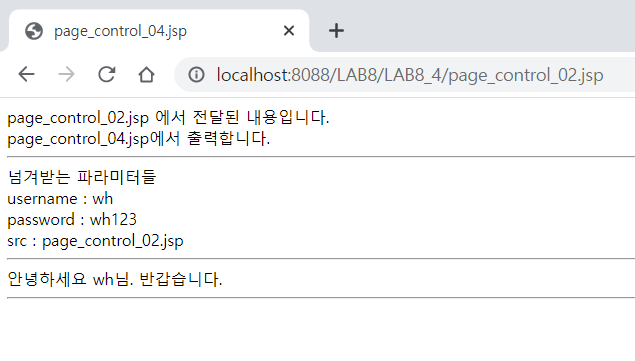 page_control_04.jsp
localhost:8088/LAB8/LAB8_4/page_control_02.jsp
page_control_02.jsp 에서 전달된 내용입니다.
page_control_04.jsp에서 출력합니다.
넘겨받는 파라미터들
username : wh
password : wh123
src : page_control_02.jsp
안녕하세요 wh님. 반갑습니다.